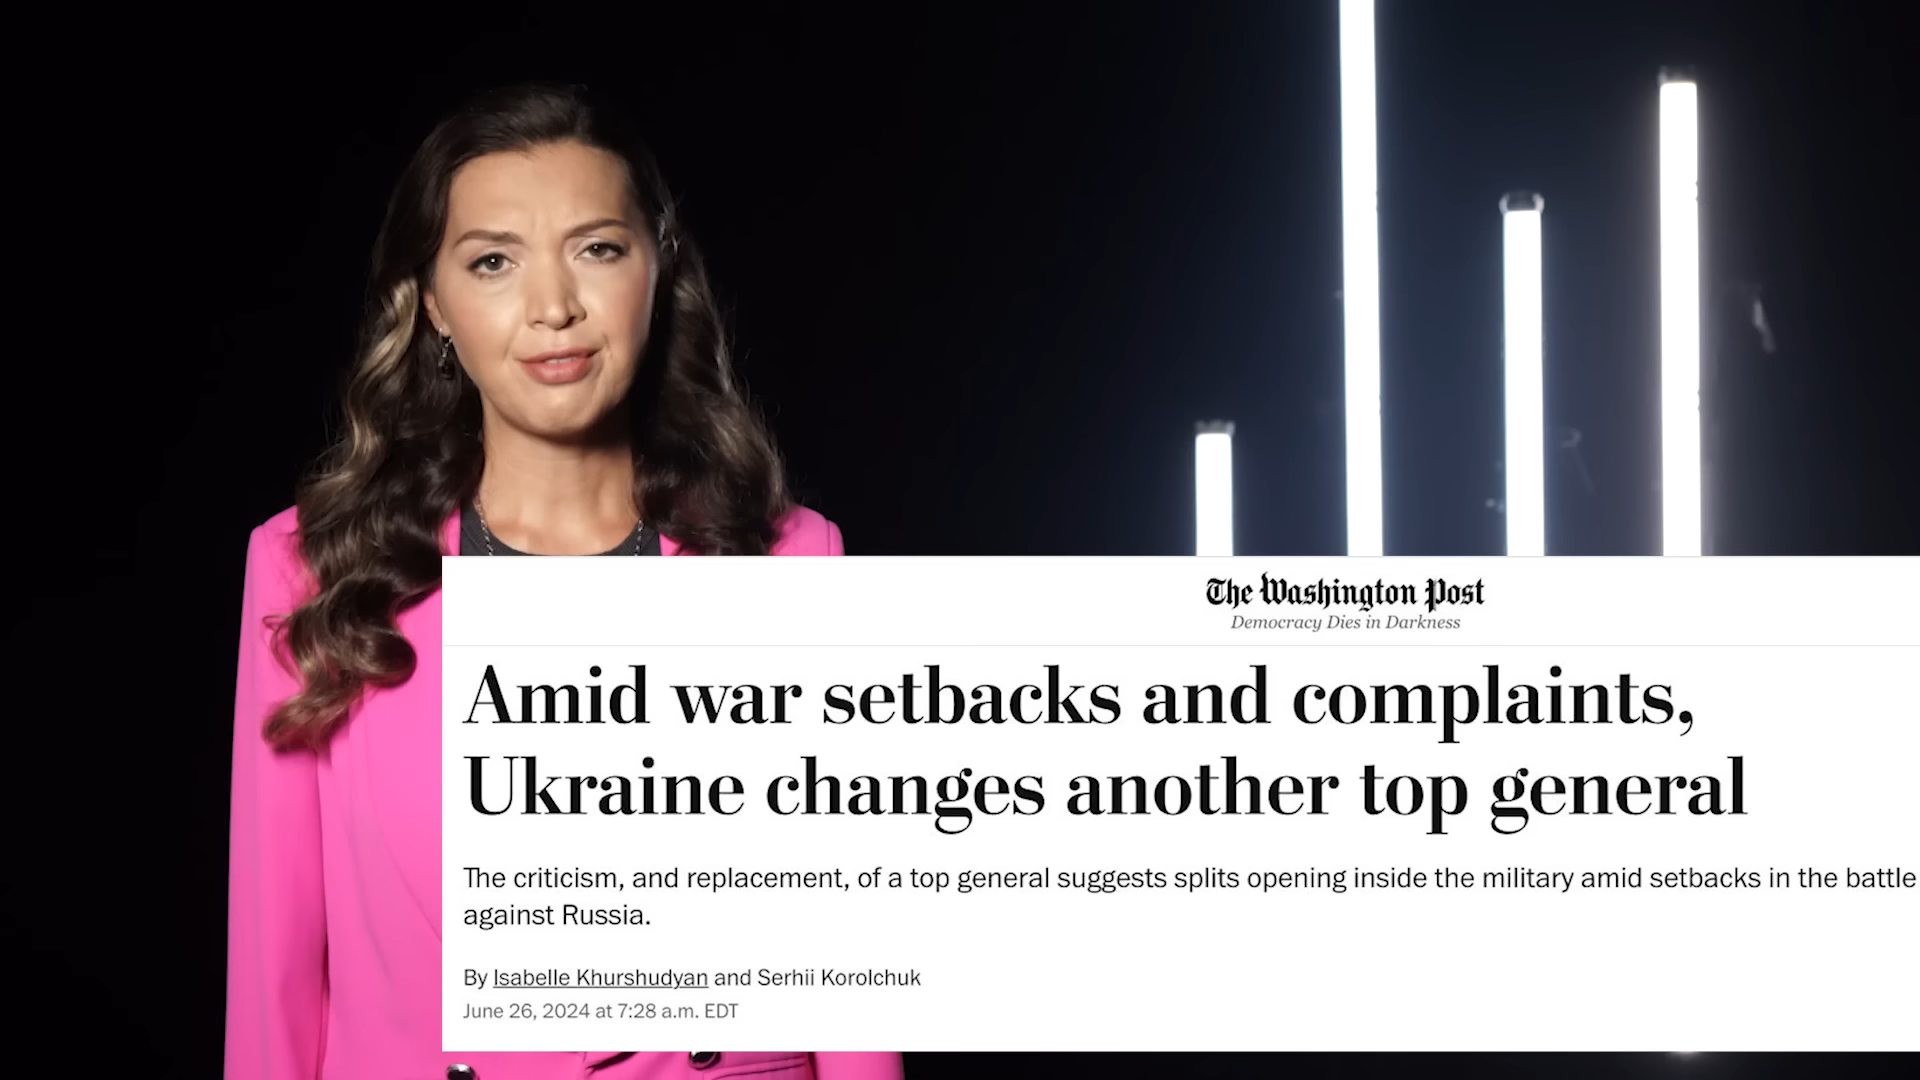 The Washington Post
Democracy Dies in Darkness
Amid war setbacks and complaints,
Ukraine changes another top general
The criticism, and replacement, of a top general suggests splits opening inside the military amid setbacks in the battle
against Russia.
By Isabelle Khurshudyan and Serhii Korolchuk
June 26, 2024 at 7:28 a.m. EDT